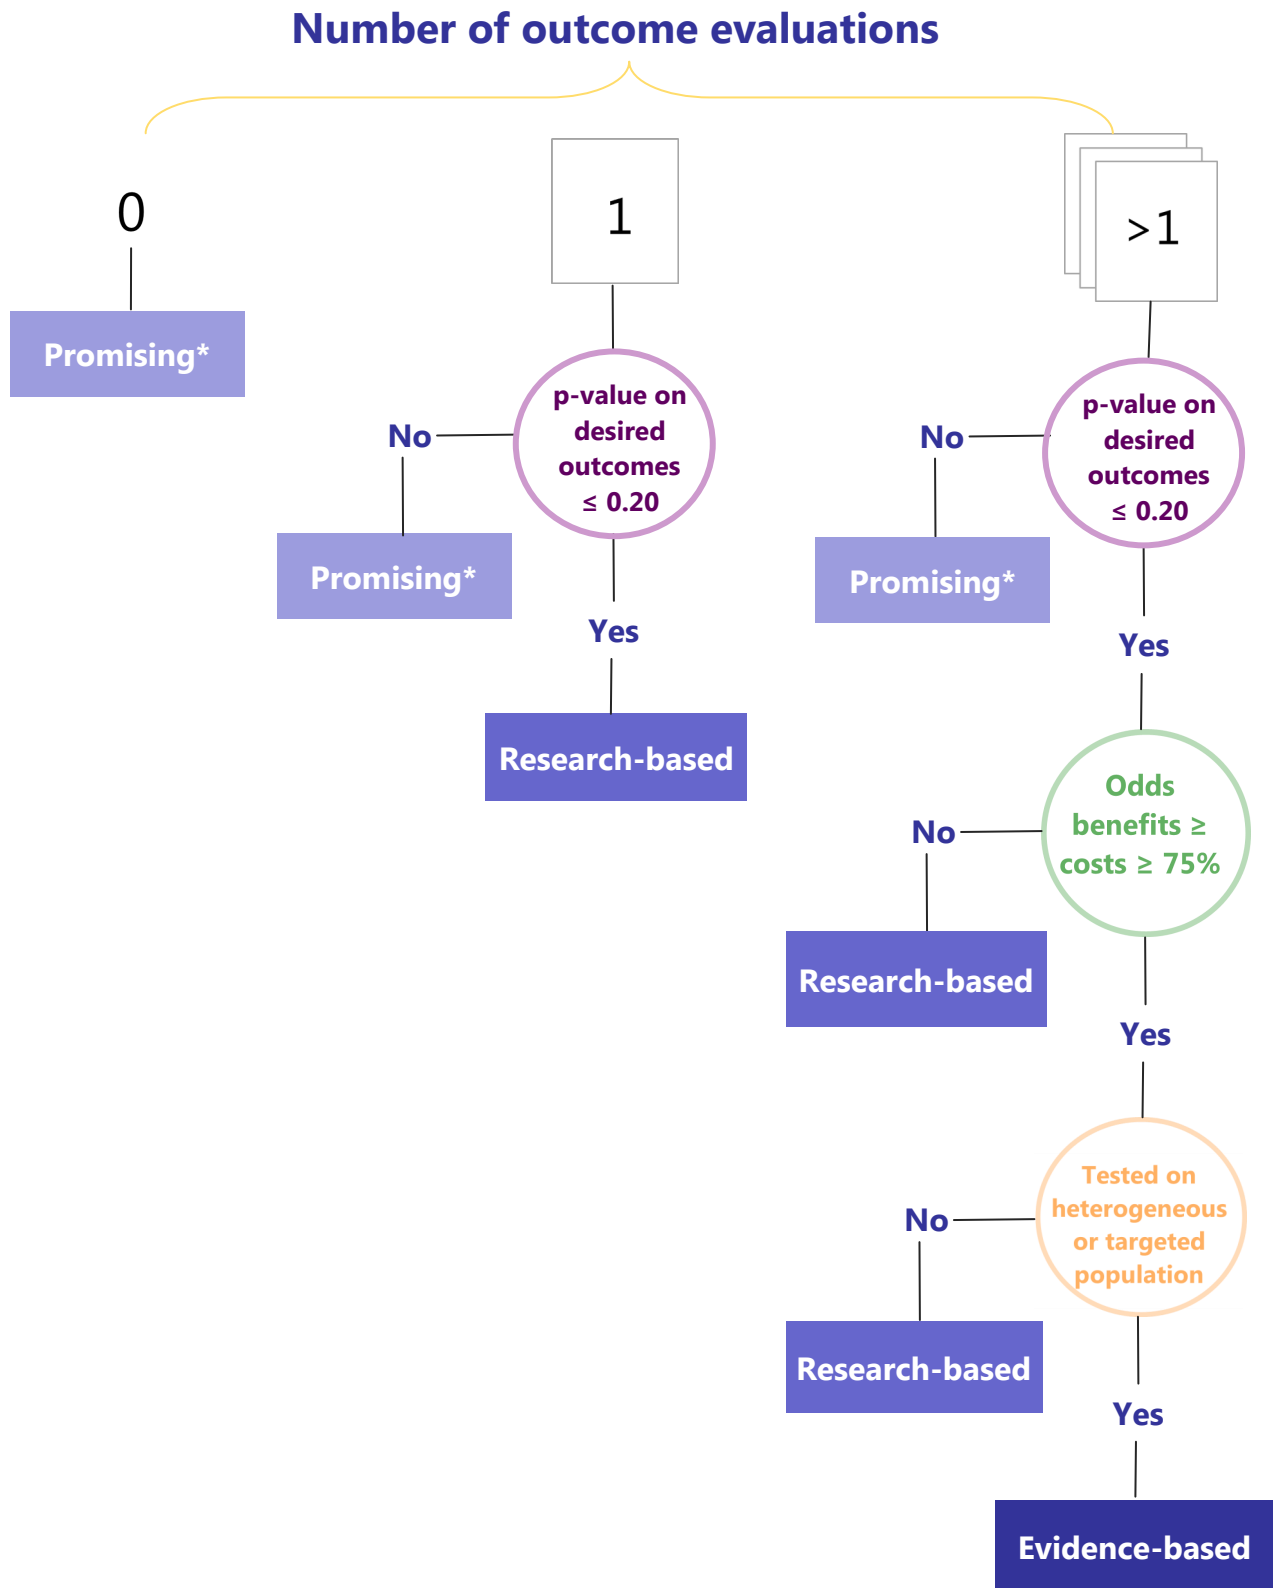 Number of outcome evaluations
0
Promising*
1
p-value on
desired
outcomes
≤ 0.20
No
Promising*
Yes
Research-based
>1
p-value on
desired
outcomes
≤ 0.20
No
Promising*
Yes
Odds
benefits ≥
costs ≥ 75%
No
Research-based
Yes
Tested on
heterogeneous
or targeted
population
No
Research-based
Yes
Evidence-based